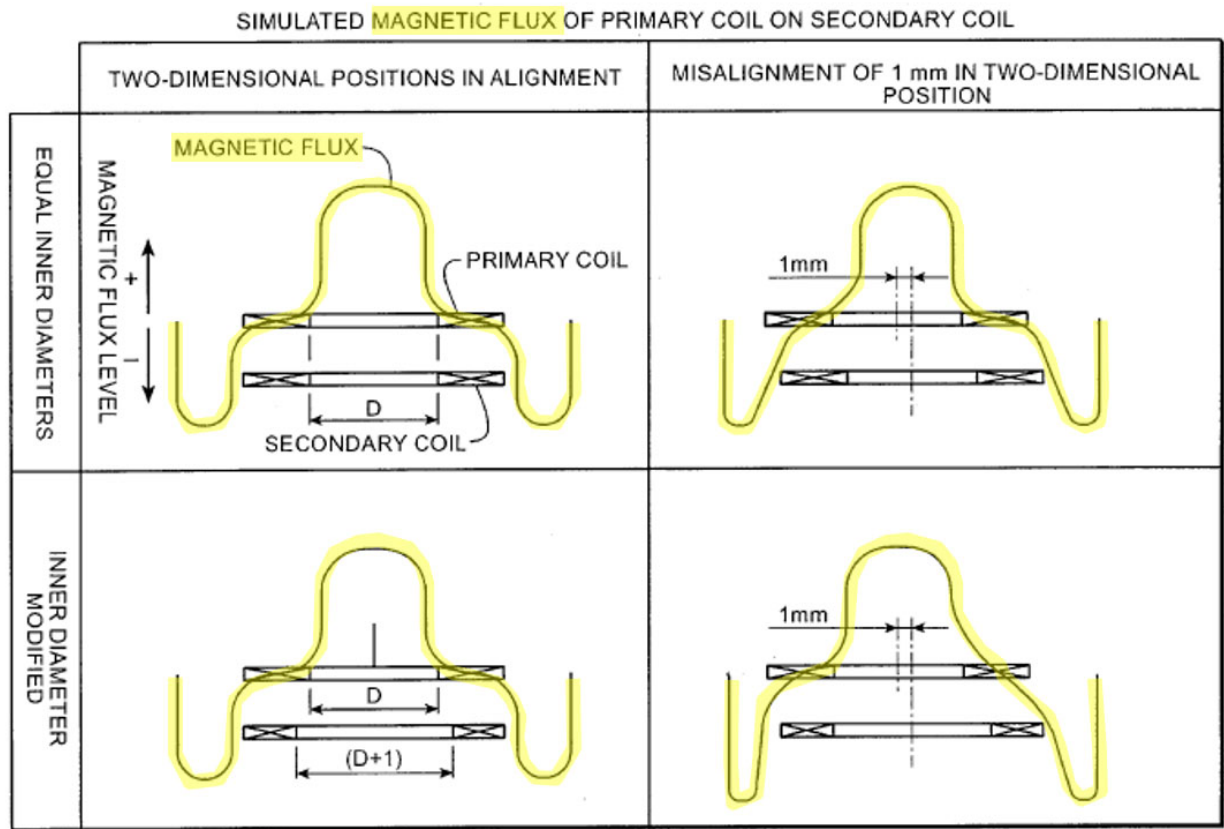 SIMULATED MAGNETIC FLUX OF PRIMARY COIL ON SECONDARY COIL
TWO-DIMENSIONAL POSITIONS IN ALIGNMENT
MISALIGNMENT OF 1 mm IN TWO-DIMENSIONAL
POSITION
EQUAL INNER DIAMETERS
MAGNETIC FLUX LEVEL
+
−
MAGNETIC FLUX
PRIMARY COIL
D
SECONDARY COIL
1mm
INNER DIAMETER
MODIFIED
D
(D+1)
1mm